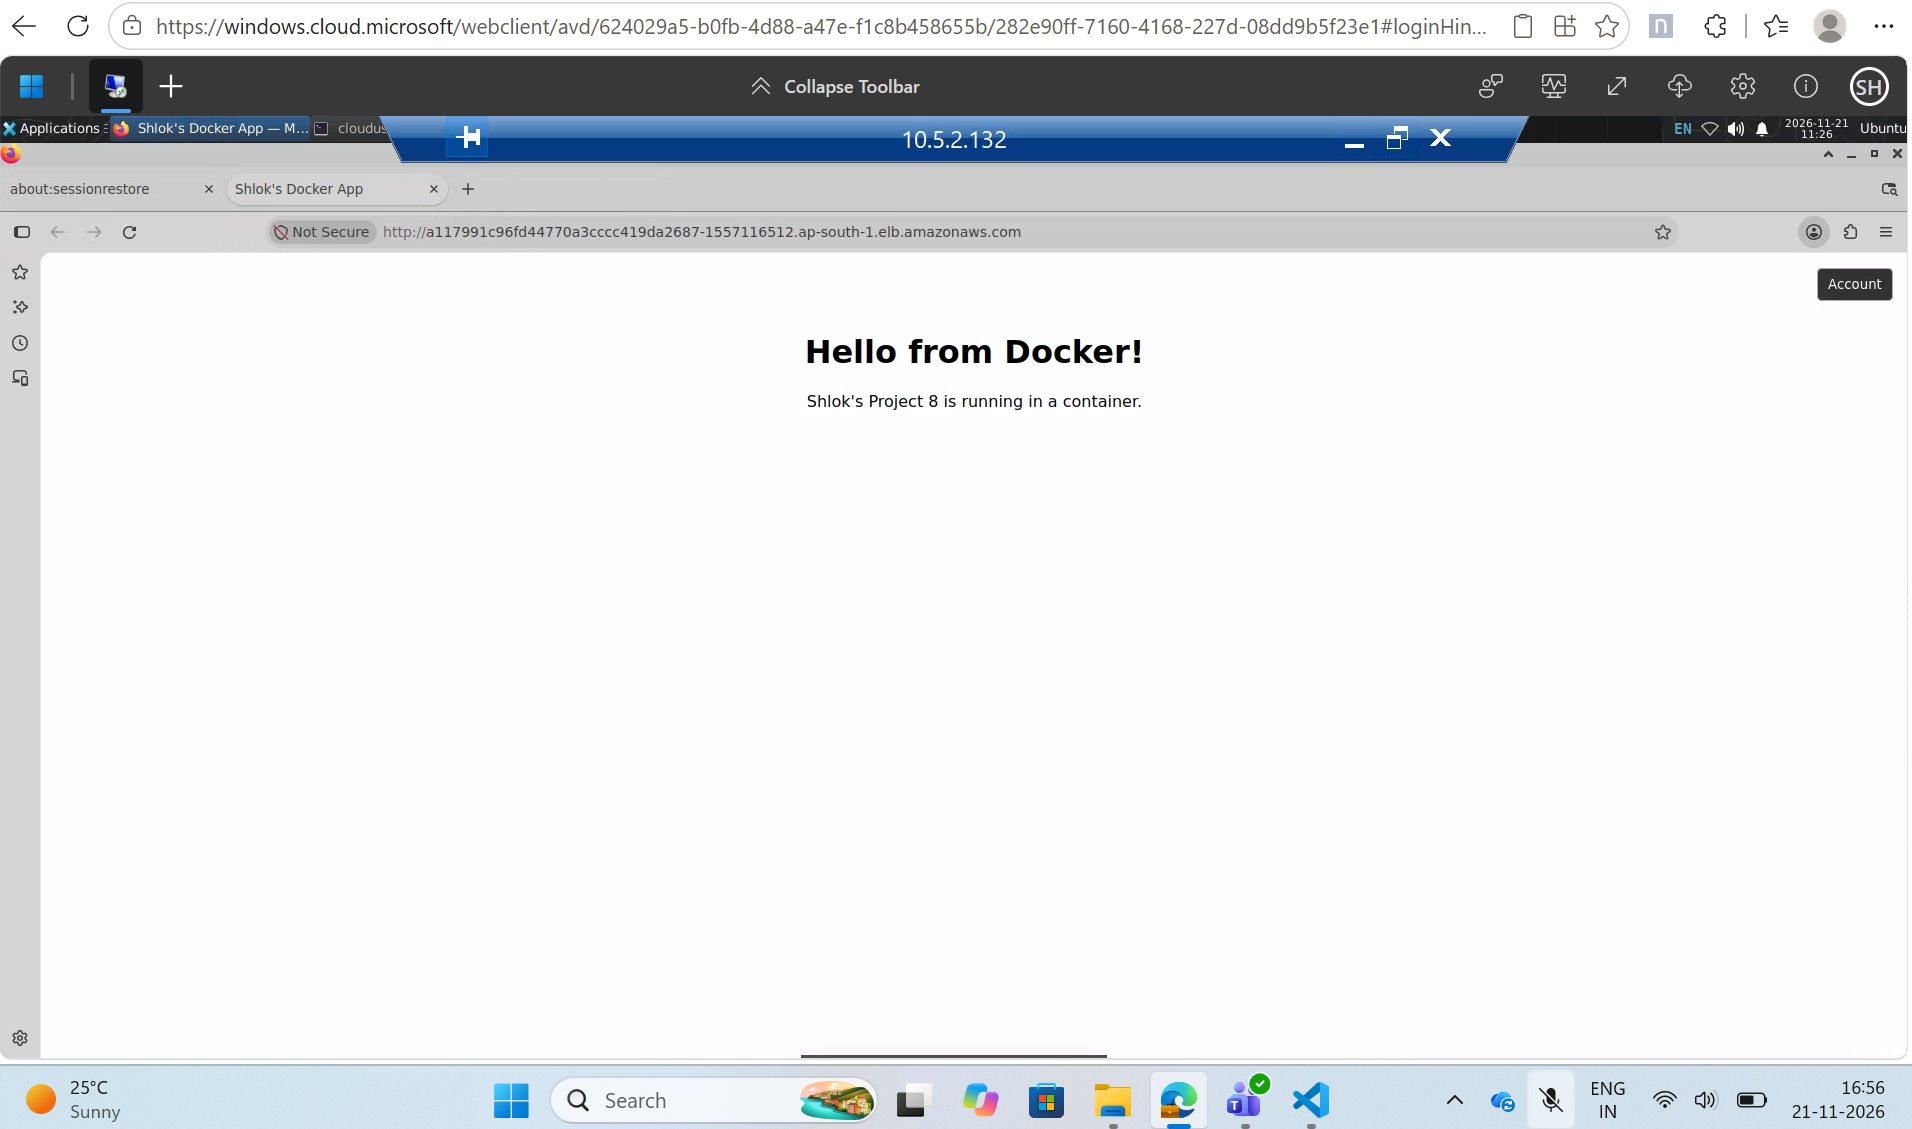 https://windows.cloud.microsoft/webclient/avd/624029a5-b0fb-4d88-a47e-f1c8b458655b/282e90ff-7160-4168-227d-08dd9b5f23e1#loginHin...
n
Collapse Toolbar
SH
Applications
Shlok's Docker App — M...
cloudus
10.5.2.132
EN
2026-11-21
11:26
Ubuntu
about:sessionrestore
Shlok's Docker App
Not Secure
http://a117991c96fd44770a3cccc419da2687-1557116512.ap-south-1.elb.amazonaws.com
Account
Hello from Docker!
Shlok's Project 8 is running in a container.
25°C
Sunny
Search
T
ENG
IN
16:56
21-11-2026